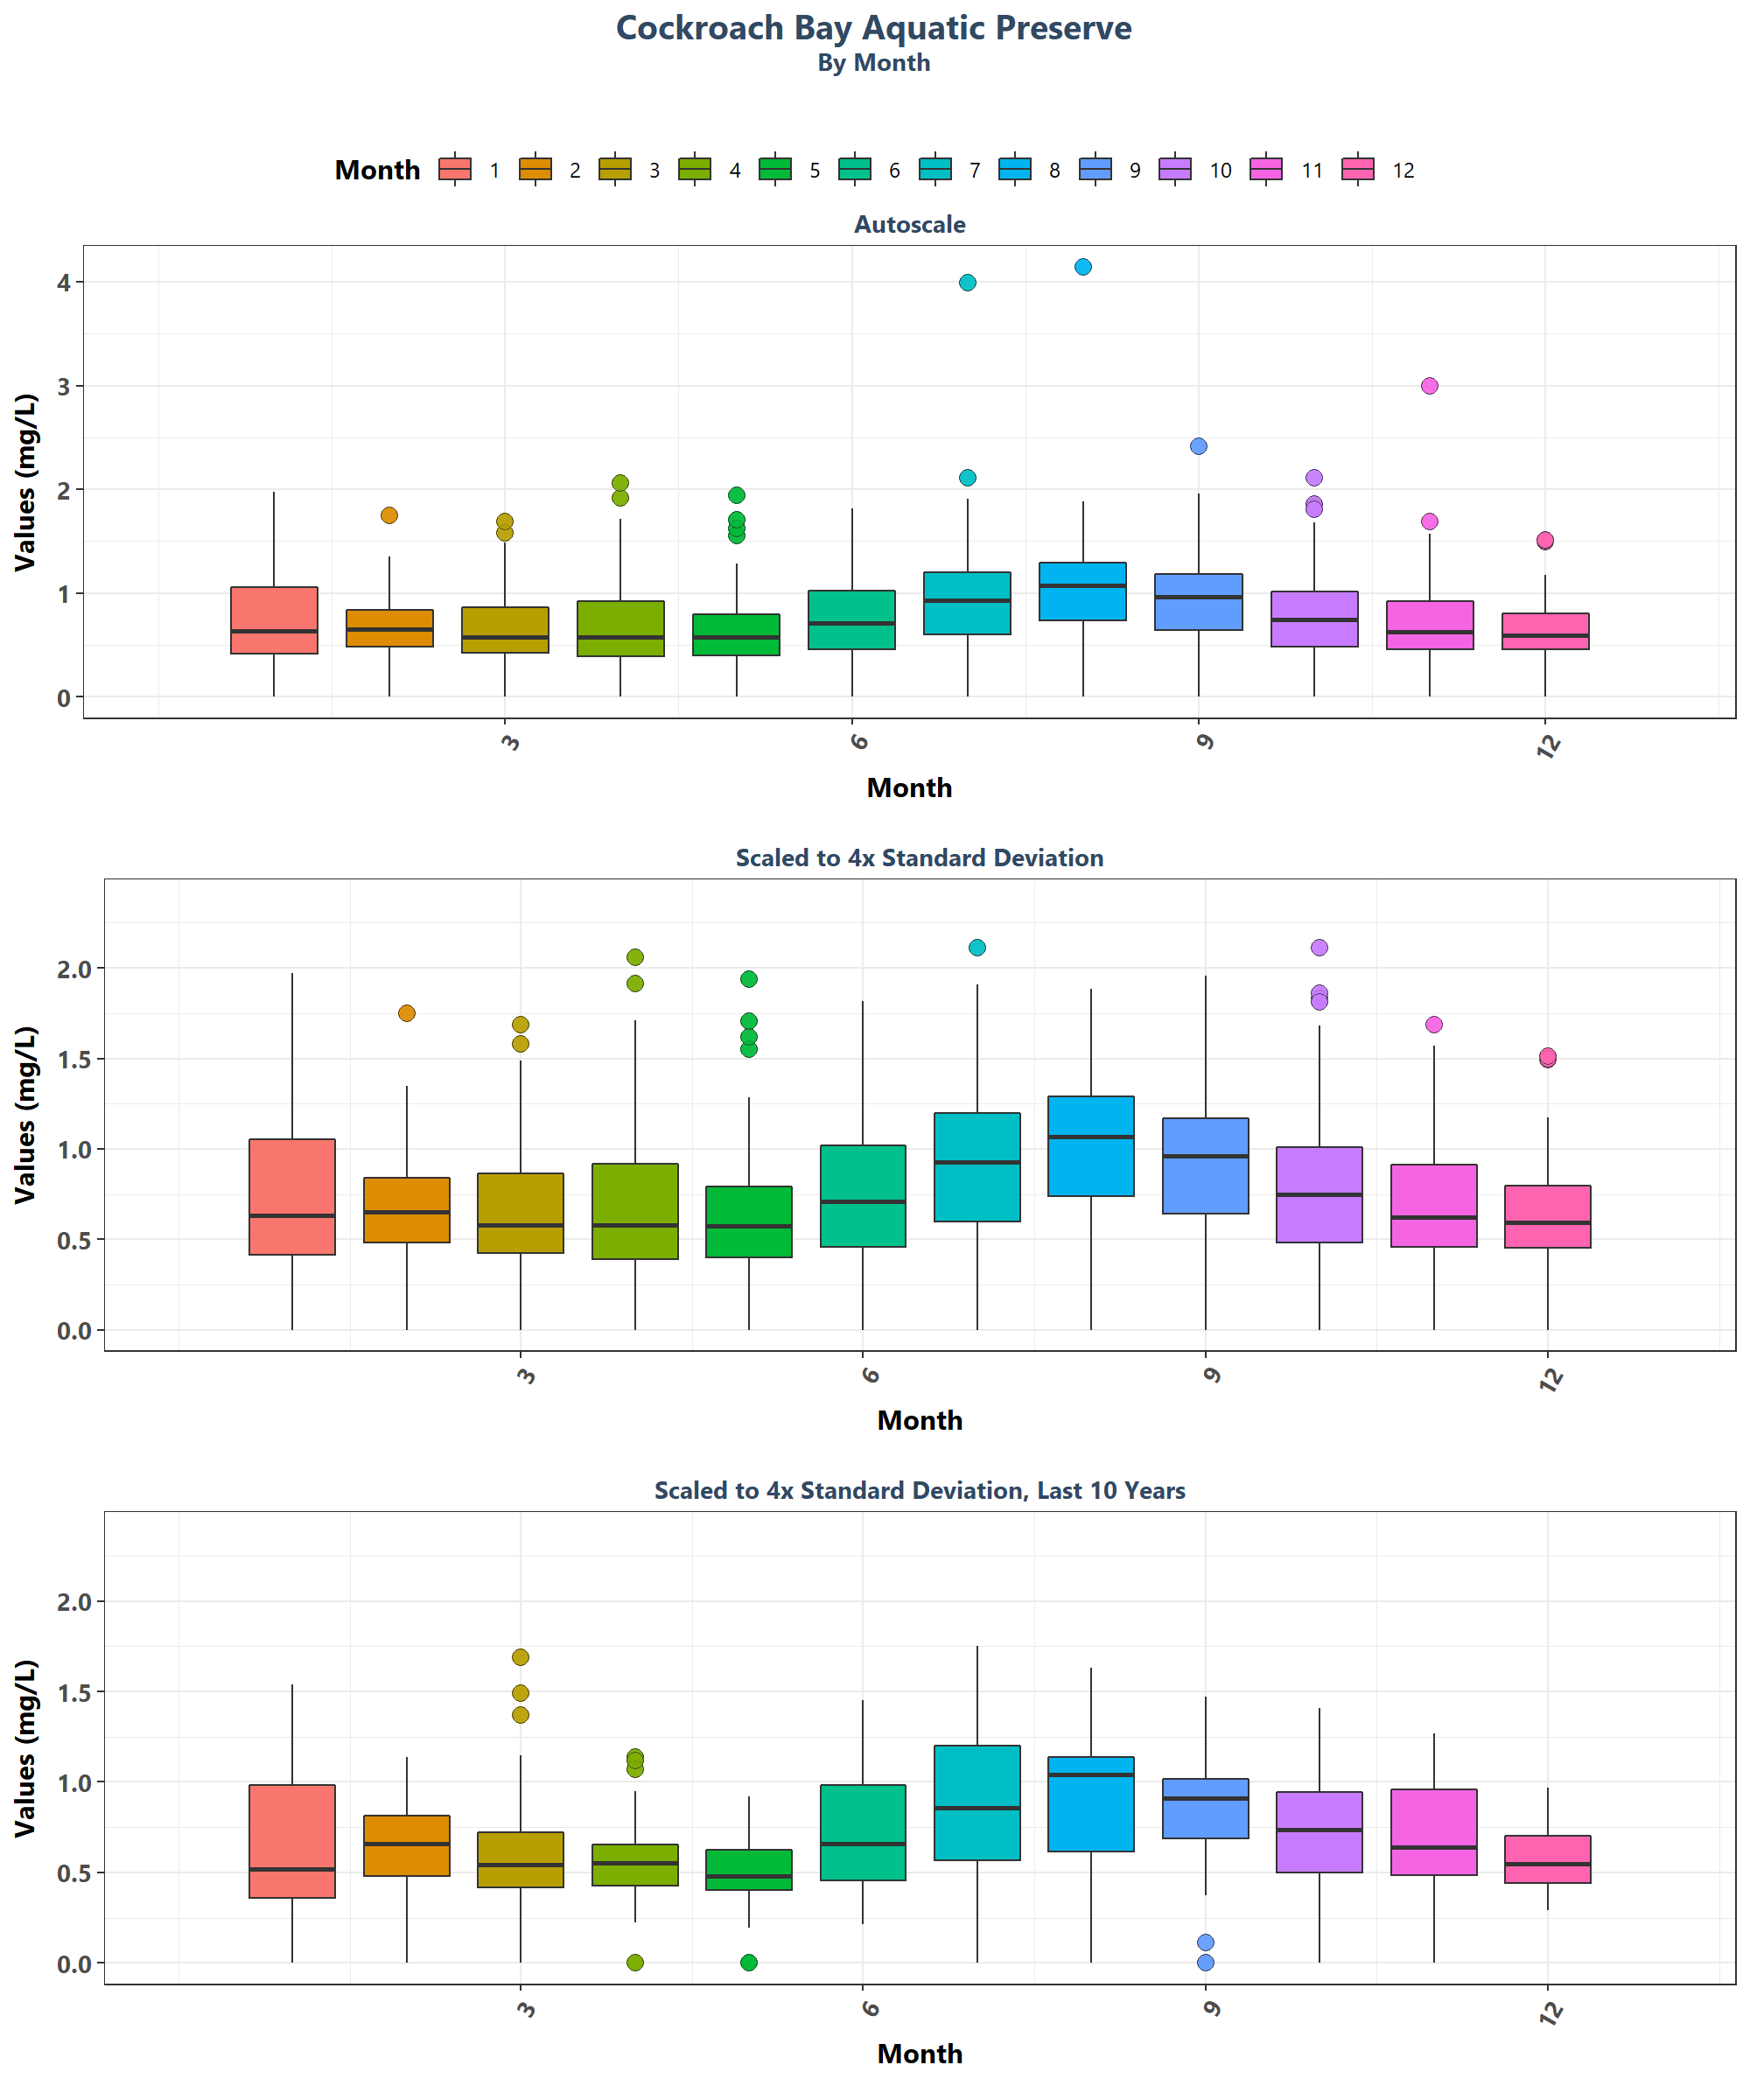 Cockroach Bay Aquatic Preserve
By Month
Month 1 2 3 4 5 6 7 8 9 10 11 12
Autoscale
Values (mg/L)
4
3
2
1
0
3 6 9 12
Month
Scaled to 4x Standard Deviation
Values (mg/L)
2.0
1.5
1.0
0.5
0.0
3 6 9 12
Month
Scaled to 4x Standard Deviation, Last 10 Years
Values (mg/L)
2.0
1.5
1.0
0.5
0.0
3 6 9 12
Month